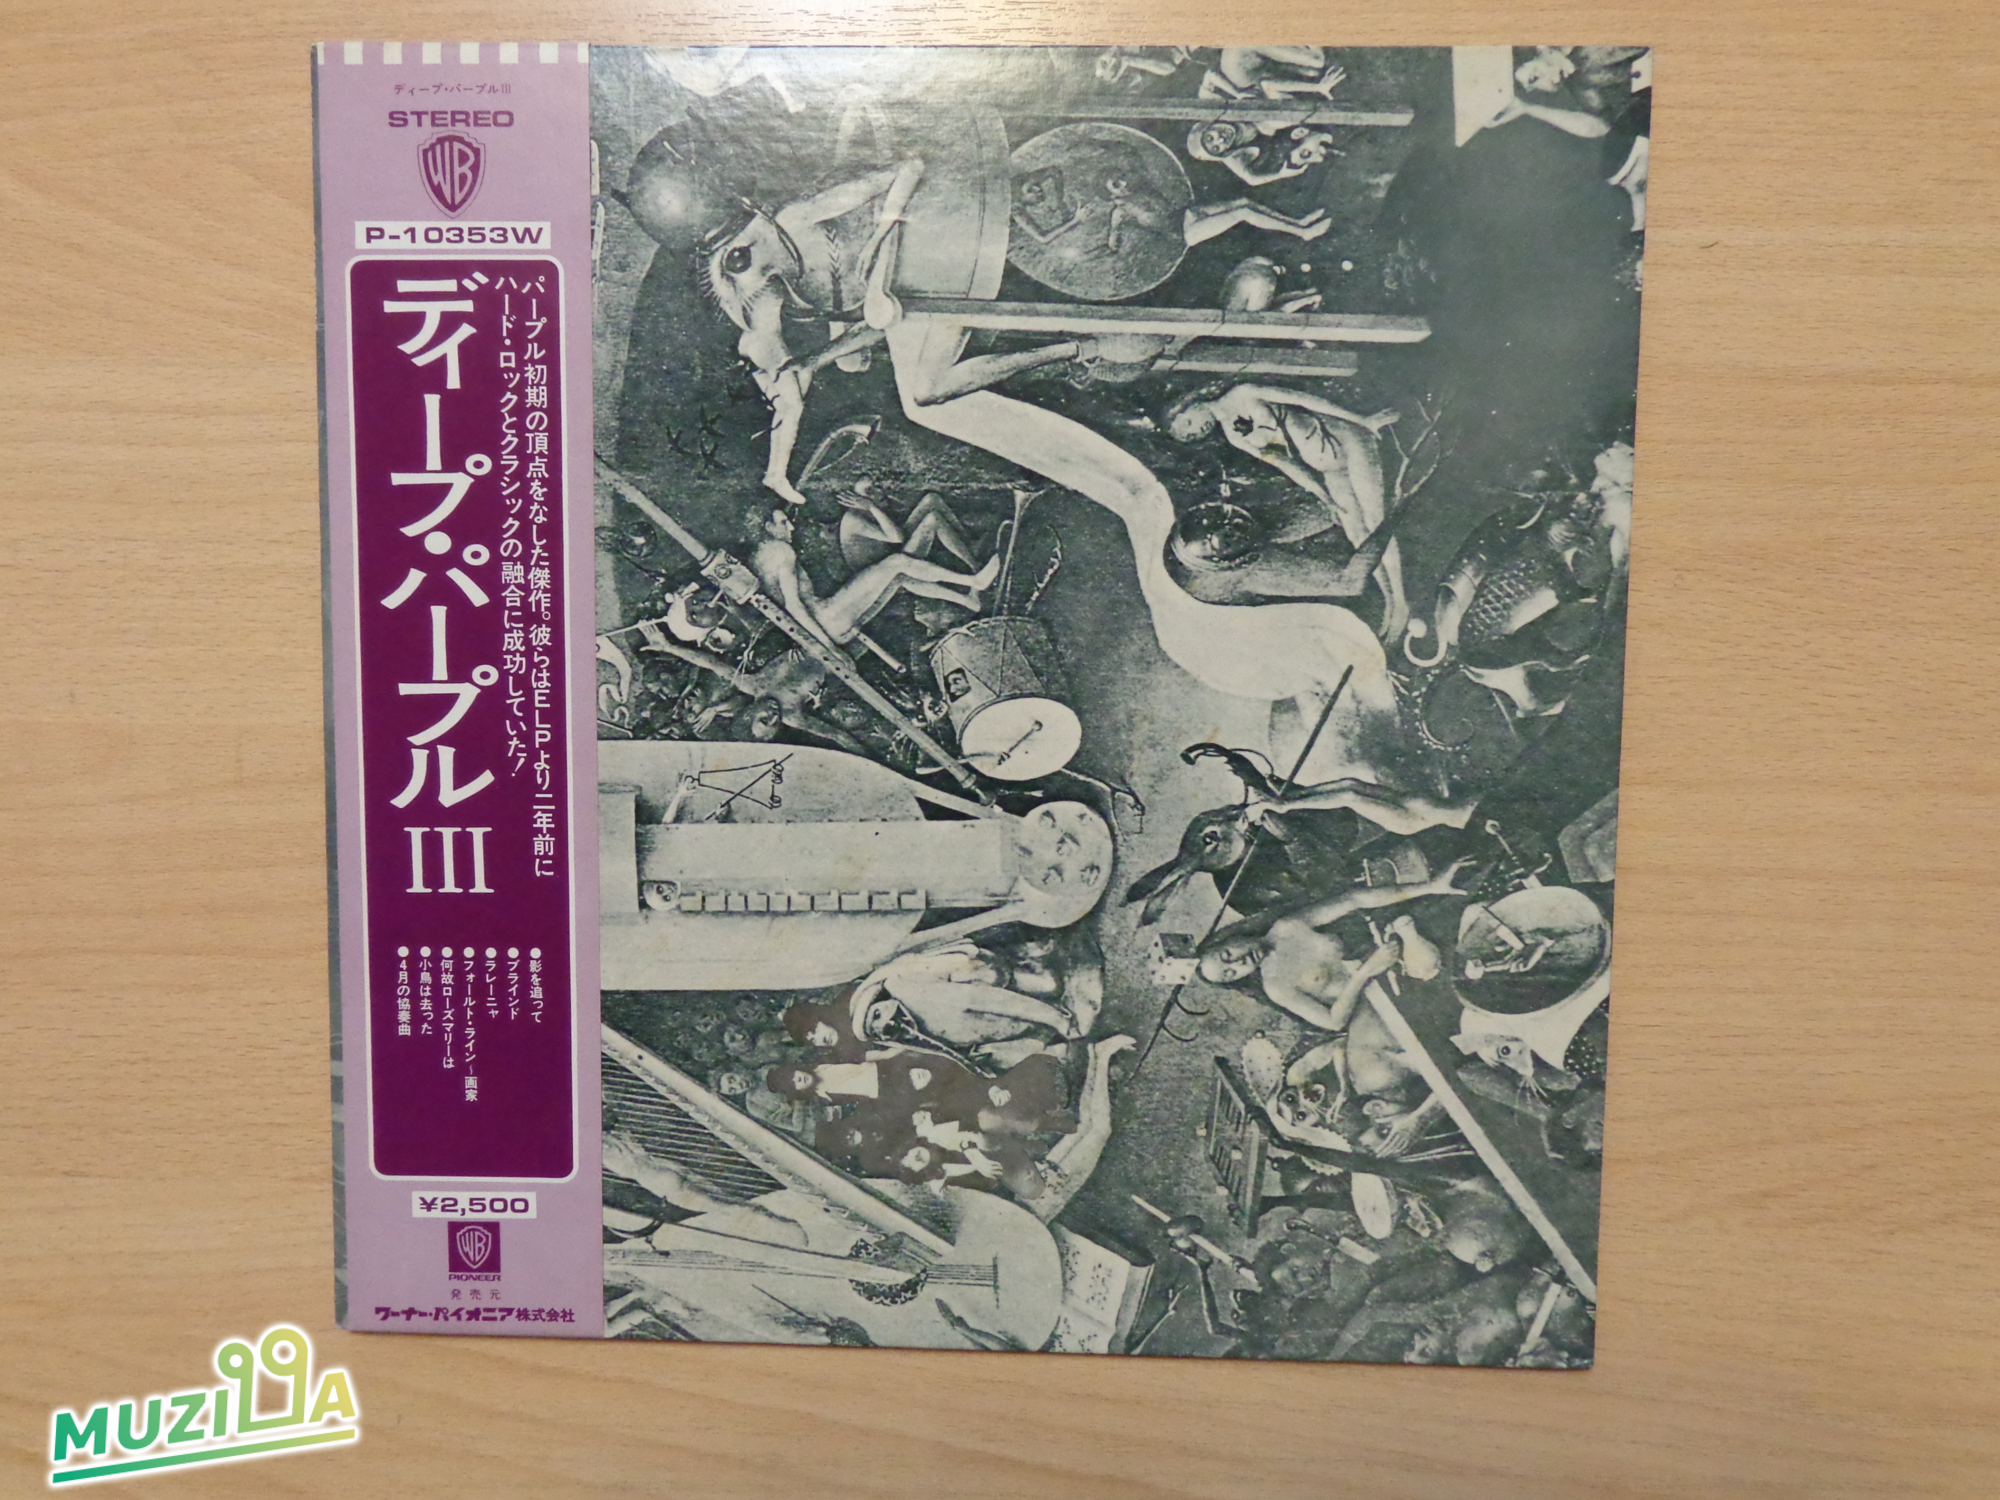 ディープ・パープルIII
STEREO
WB
P-10353W
パープル初期の頂点をなした傑作。彼らはELPより二年前に
ハード・ロックとクラシックの融合に成功していた!
ディープ・パープルIII
●影を追って
●ブラインド
●ラレーニャ
●フォールト・ライン~画家
●何故ローズマリーは
●小鳥は去った
●4月の協奏曲
¥2,500
WB
PIONEER
発売元
ワーナー・パイオニア株式会社
MUZILLA